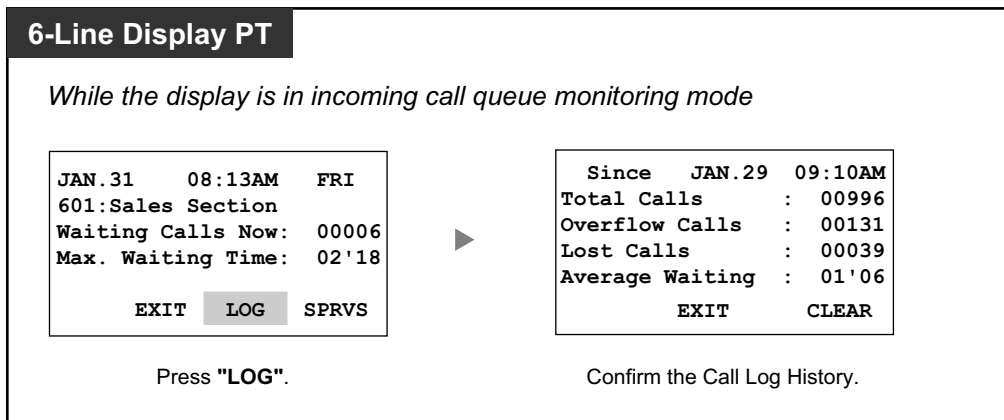 6-Line Display PT
While the display is in incoming call queue monitoring mode
JAN.31 08:13AM FRI
601:Sales Section
Waiting Calls Now: 00006
Max. Waiting Time: 02'18
EXIT LOG SPRVS
Press "LOG".
Since JAN.29 09:10AM
Total Calls : 00996
Overflow Calls : 00131
Lost Calls : 00039
Average Waiting : 01'06
EXIT CLEAR
Confirm the Call Log History.